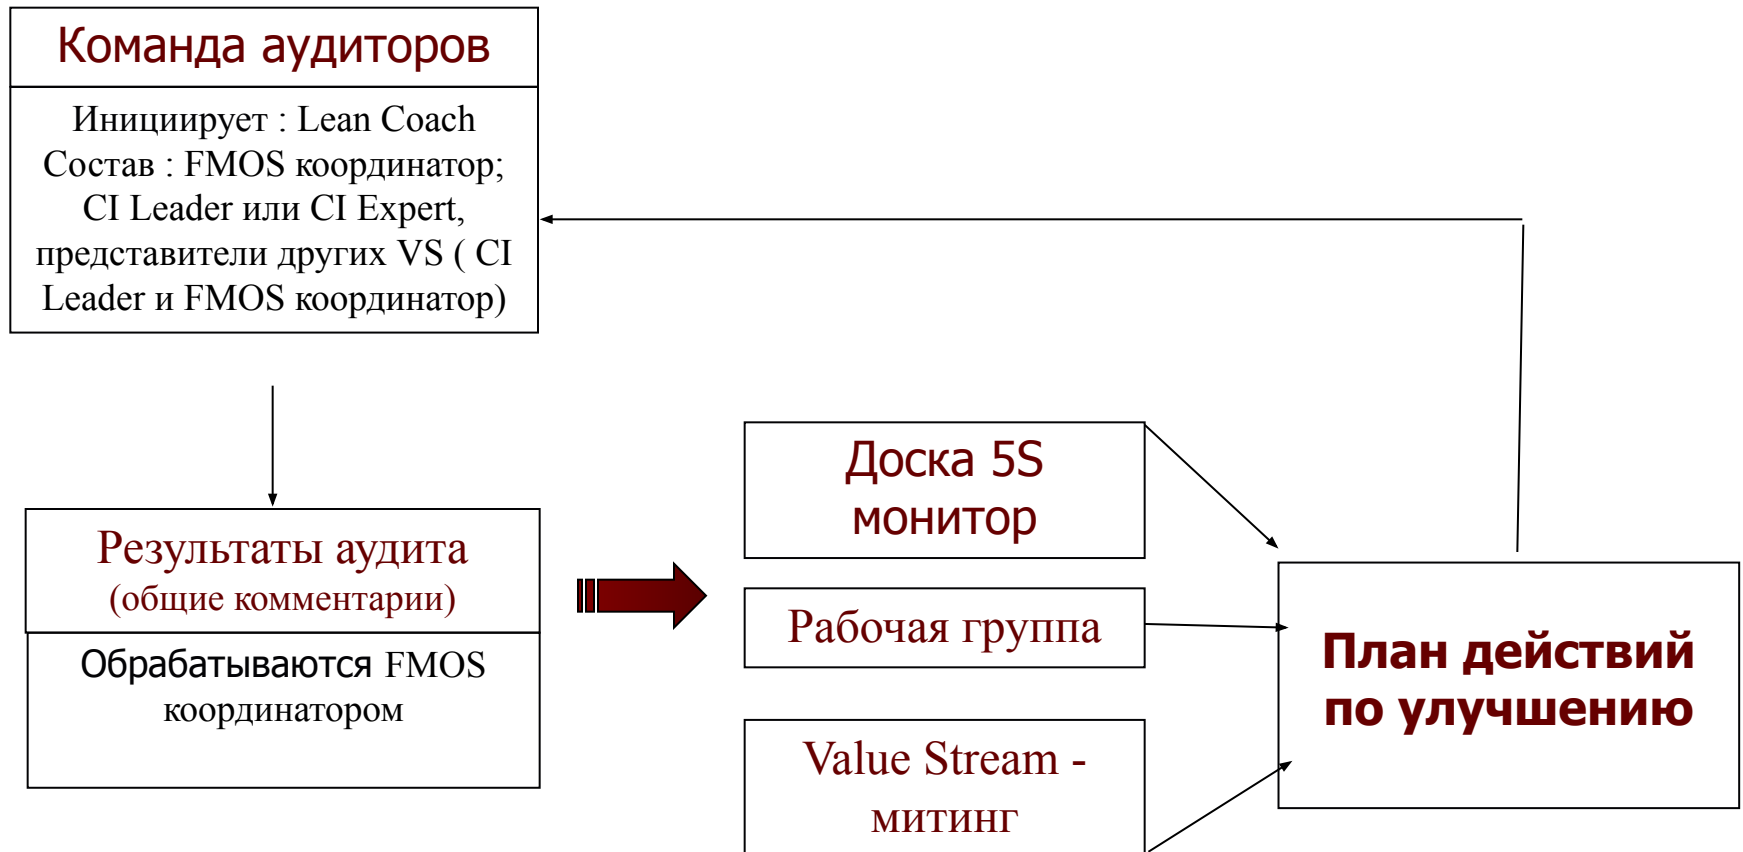 Команда аудиторов
Инициирует : Lean Coach
Состав : FMOS координатор;
CI Leader или CI Expert,
представители других VS ( CI
Leader и FMOS координатор)
Результаты аудита
(общие комментарии)
Обрабатываются FMOS
координатором
Доска 5S
монитор
Рабочая группа
Value Stream -
митинг
План действий
по улучшению